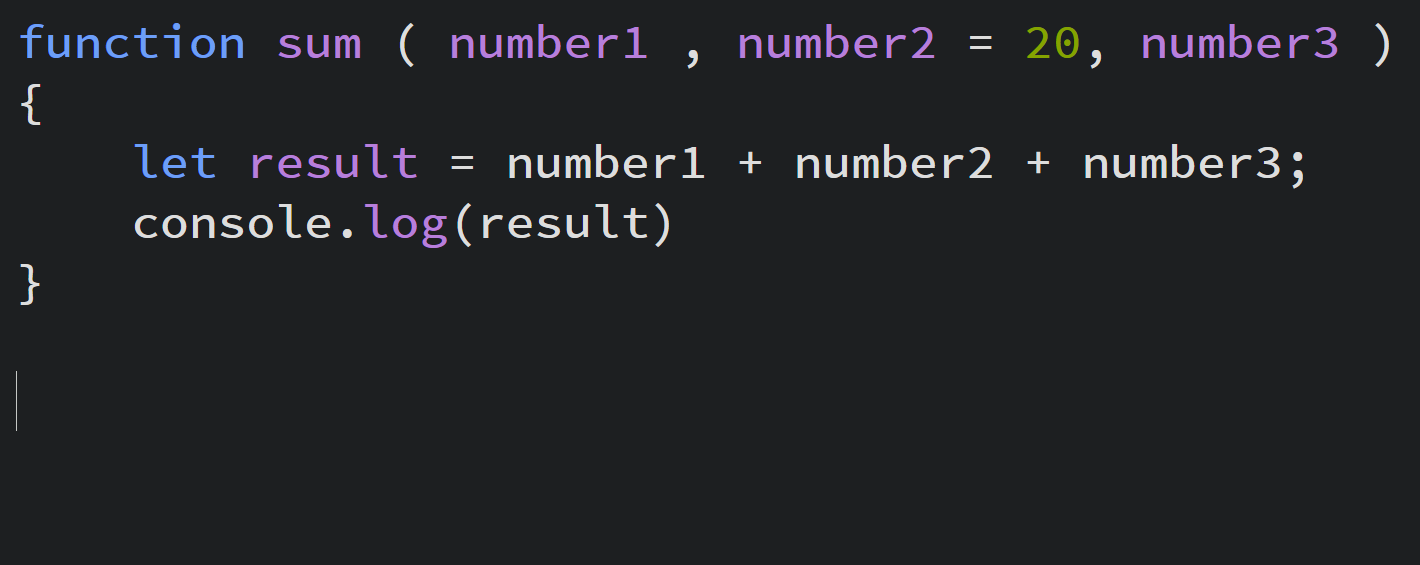 function sum ( number1 , number2 = 20, number3 )
{
    let result = number1 + number2 + number3;
    console.log(result)
}